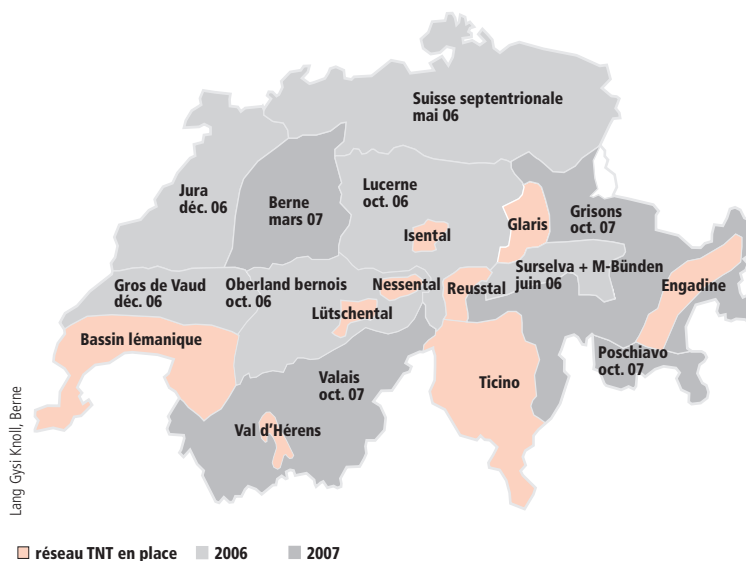 Suisse septentrionale
mai 06
Jura
déc. 06
Berne
mars 07
Lucerne
oct. 06
Isental
Glaris
Grisons
oct. 07
Surselva + M-Bünden
juin 06
Engadine
Gros de Vaud
déc. 06
Oberland bernois
oct. 06
Nessental
Reusstal
Lütschental
Bassin lémanique
Poschiavo
oct. 07
Valais
oct. 07
Ticino
Val d'Hérens
Lang Gysi Knoll, Berne
réseau TNT en place
2006
2007